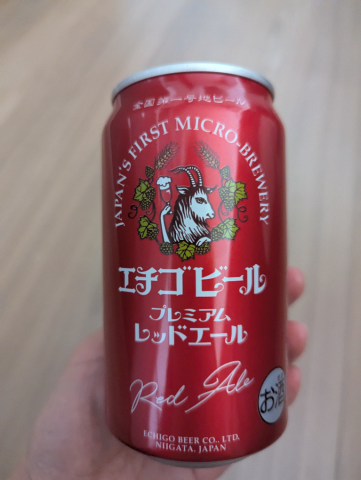 全国第一号地ビール
JAPAN'S FIRST MICRO-BREWERY
エチゴビール
プレミアム
レッドエール
Red Ale
お酒
ECHIGO BEER CO., LTD.
NIIGATA, JAPAN